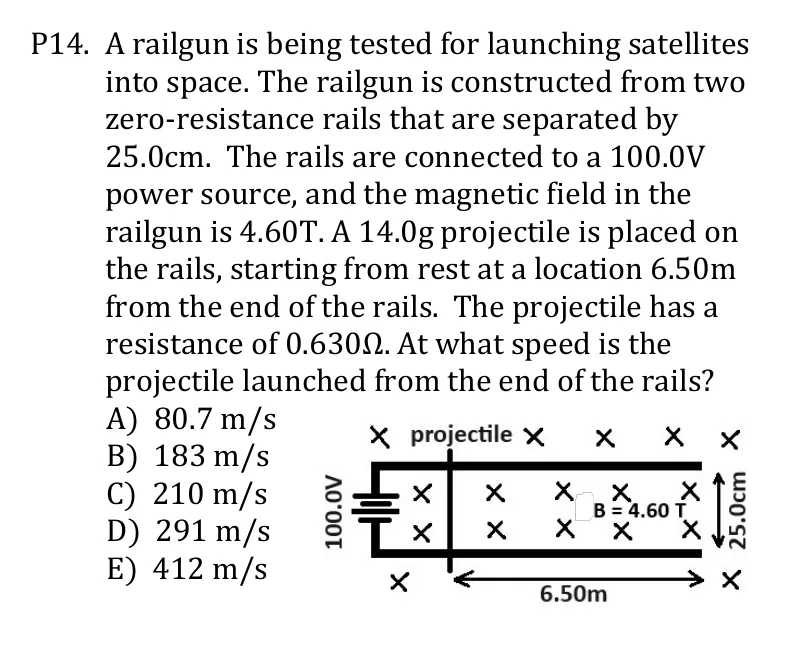 P14. A railgun is being tested for launching satellites
into space. The railgun is constructed from two
zero-resistance rails that are separated by
25.0cm. The rails are connected to a 100.0V
power source, and the magnetic field in the
railgun is 4.60T. A 14.0g projectile is placed on
the rails, starting from rest at a location 6.50m
from the end of the rails. The projectile has a
resistance of 0.630Ω. At what speed is the
projectile launched from the end of the rails?
A) 80.7 m/s
B) 183 m/s
C) 210 m/s
D) 291 m/s
E) 412 m/s
projectile
100.0V
B = 4.60 T
25.0cm
6.50m